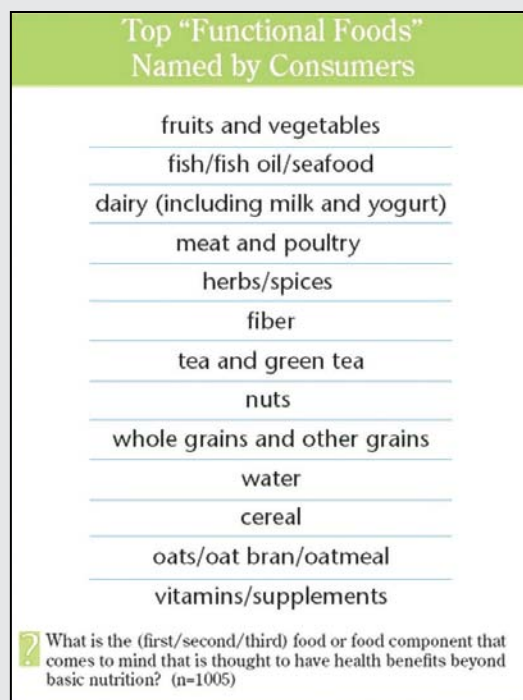 Top “Functional Foods”
Named by Consumers
fruits and vegetables
fish/fish oil/seafood
dairy (including milk and yogurt)
meat and poultry
herbs/spices
fiber
tea and green tea
nuts
whole grains and other grains
water
cereal
oats/oat bran/oatmeal
vitamins/supplements
? What is the (first/second/third) food or food component that
comes to mind that is thought to have health benefits beyond
basic nutrition? (n=1005)